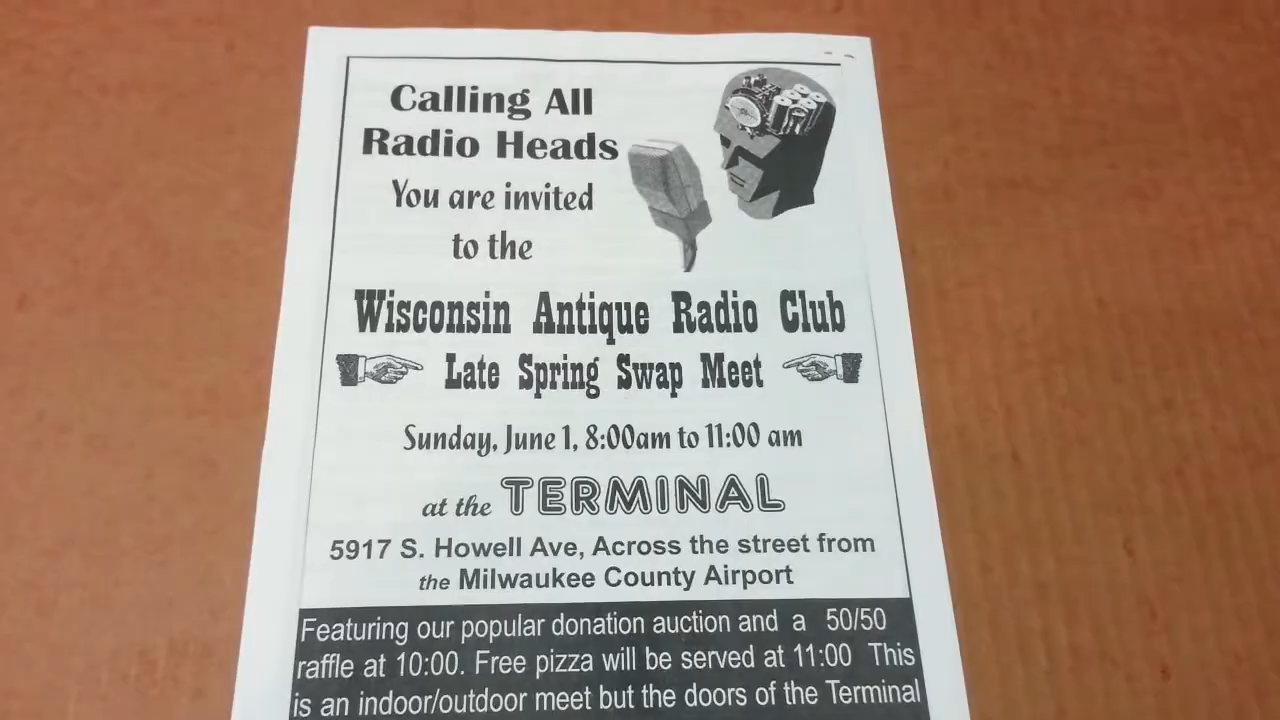 Calling All
Radio Heads
You are invited
to the
Wisconsin Antique Radio Club
Late Spring Swap Meet
Sunday, June 1, 8:00am to 11:00 am
at the TERMINAL
5917 S. Howell Ave, Across the street from
the Milwaukee County Airport
Featuring our popular donation auction and a 50/50
raffle at 10:00. Free pizza will be served at 11:00 This
is an indoor/outdoor meet but the doors of the Terminal